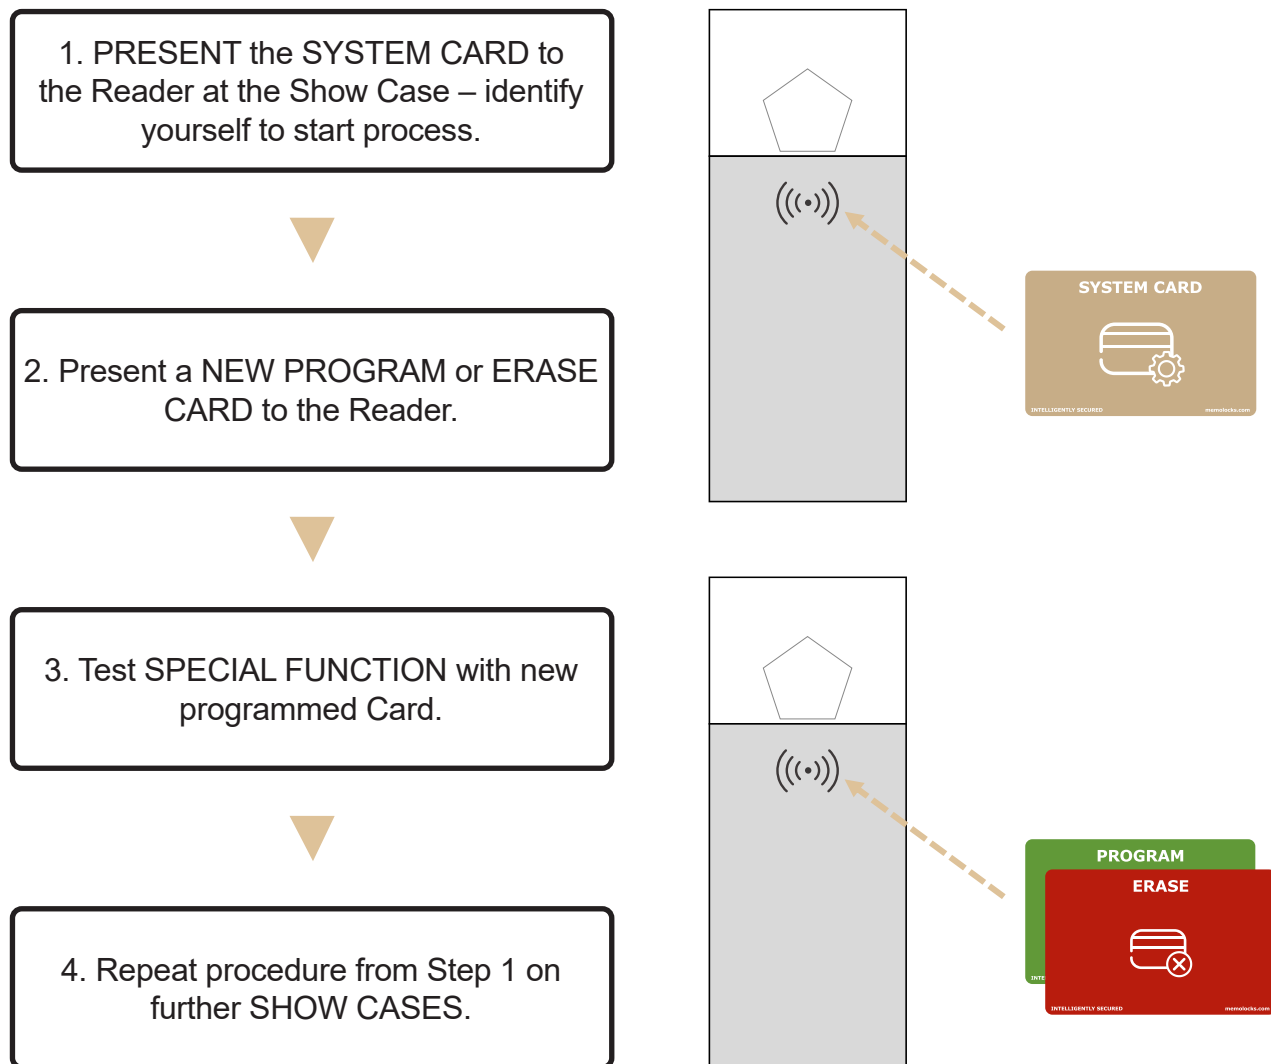 1. PRESENT the SYSTEM CARD to
the Reader at the Show Case – identify
yourself to start process.
2. Present a NEW PROGRAM or ERASE
CARD to the Reader.
3. Test SPECIAL FUNCTION with new
programmed Card.
4. Repeat procedure from Step 1 on
further SHOW CASES.
SYSTEM CARD
INTELLIGENTLY SECURED
memolocks.com
PROGRAM
INTE
ERASE
INTELLIGENTLY SECURED
memolocks.com